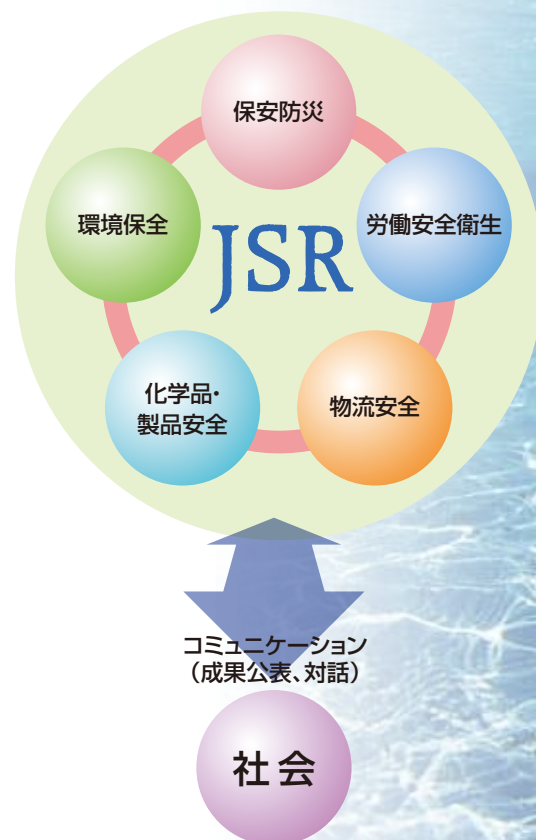 保安防災
環境保全
労働安全衛生
JSR
化学品・
製品安全
物流安全
コミュニケーション
（成果公表、対話）
社会